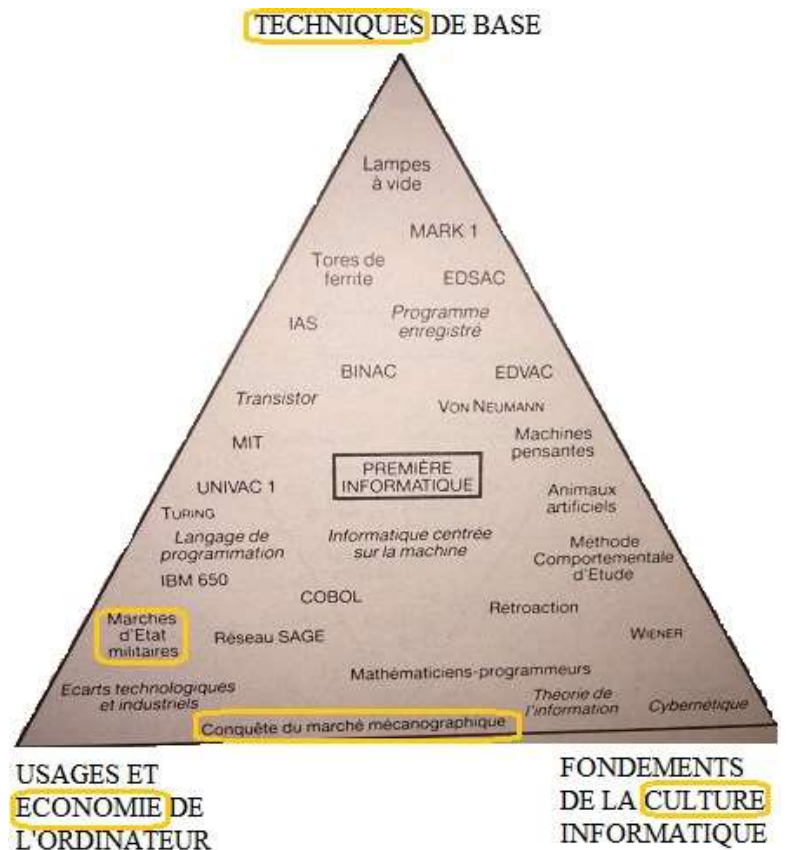 TECHNIQUES DE BASE
Lampes
à vide
MARK 1
Tores de
ferrite
EDSAC
IAS
Programme
enregistré
BINAC
EDVAC
Transistor
VON NEUMANN
MIT
Machines
pensantes
PREMIÈRE
INFORMATIQUE
UNIVAC 1
Animaux
artificiels
TURING
Langage de
programmation
Informatique centrée
sur la machine
Méthode
Comportementale
d'Etude
IBM 650
COBOL
Rétroaction
Marchés
d'Etat
militaires
Réseau SAGE
WIENER
Mathématiciens-programmeurs
Ecarts technologiques
et industriels
Théorie de
l'information
Cybernétique
Conquête du marché mécanographique
USAGES ET
ECONOMIE DE
L'ORDINATEUR
FONDEMENTS
DE LA CULTURE
INFORMATIQUE